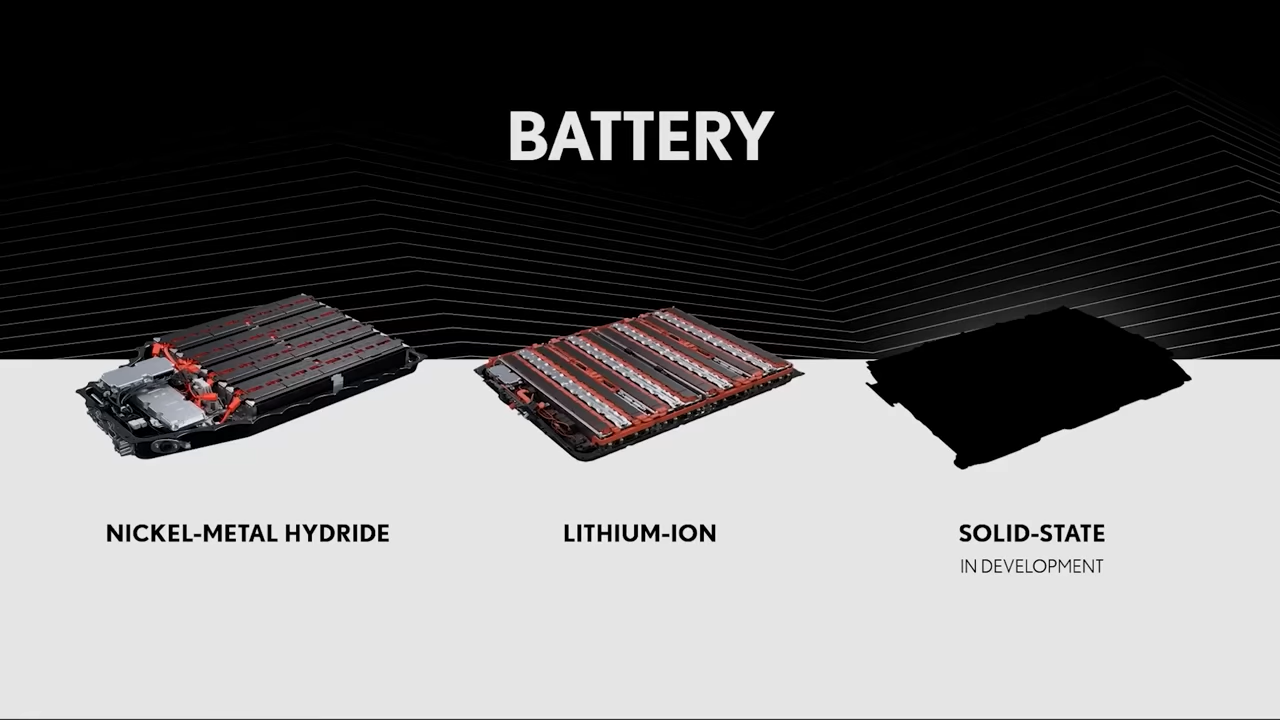 BATTERY
NICKEL-METAL HYDRIDE
LITHIUM-ION
SOLID-STATE
IN DEVELOPMENT